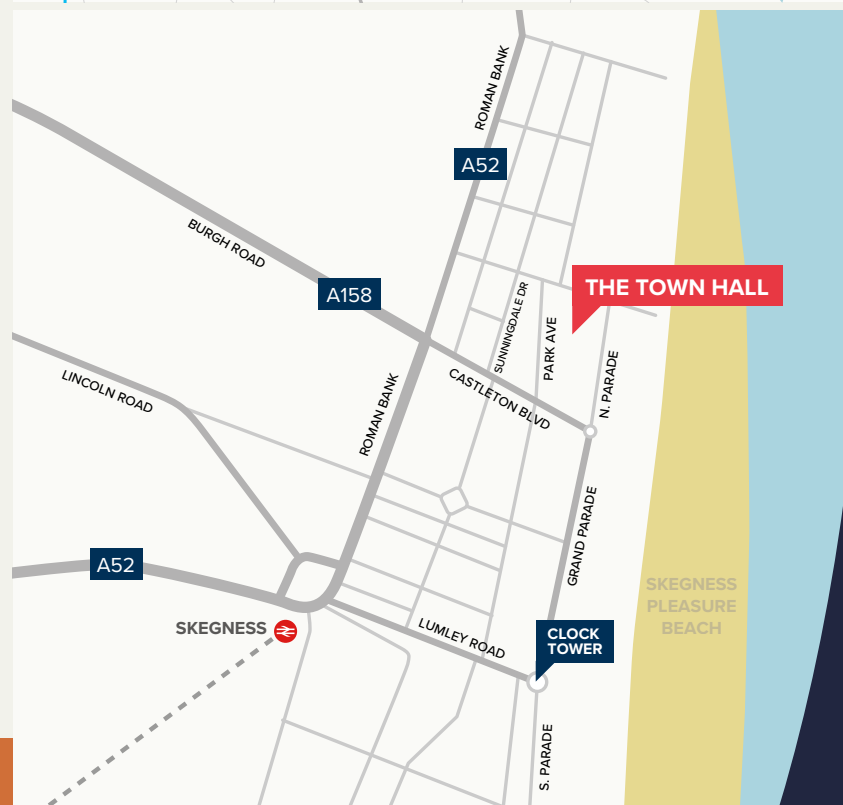 ROMAN BANK
A52
BURGH ROAD
THE TOWN HALL
A158
SUNNINGDALE DR
PARK AVE
N. PARADE
LINCOLN ROAD
CASTLETON BLVD
ROMAN BANK
GRAND PARADE
A52
SKEGNESS
PLEASURE
BEACH
SKEGNESS
LUMLEY ROAD
CLOCK
TOWER
S. PARADE